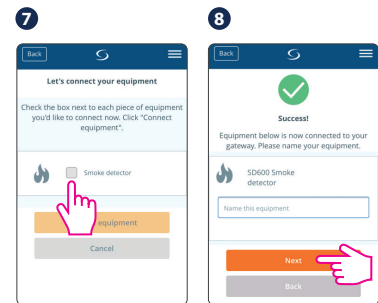 7
Back
Let's connect your equipment
Check the box next to each piece of equipment
you'd like to connect now. Click "Connect
equipment".
Smoke detector
equipment
Cancel
8
Back
Success!
Equipment below is now connected to your
gateway. Please name your equipment.
SD600 Smoke
detector
Name this equipment
Next
Back